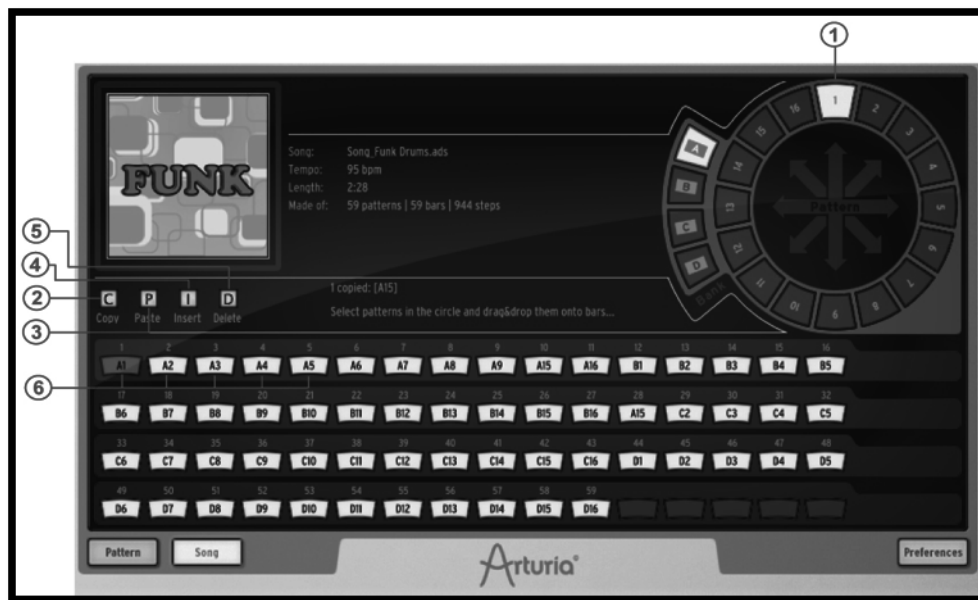 1
FUNK
Song: Song_Funk Drums.ads
Tempo: 95 bpm
Length: 2:28
Made of: 59 patterns | 59 bars | 944 steps
A
B
C
D
Bank
1
2
3
4
5
6
7
8
9
10
11
12
13
14
15
16
Pattern
5
4
2
3
6
C P I D
Copy Paste Insert Delete
1 copied: [A15]
Select patterns in the circle and drag&drop them onto bars...
1 2 3 4 5 6 7 8 9 10 11 12 13 14 15 16
A1 A2 A3 A4 A5 A6 A7 A8 A9 A15 A16 B1 B2 B3 B4 B5
17 18 19 20 21 22 23 24 25 26 27 28 29 30 31 32
B6 B7 B8 B9 B10 B11 B12 B13 B14 B15 B16 A15 C2 C3 C4 C5
33 34 35 36 37 38 39 40 41 42 43 44 45 46 47 48
C6 C7 C8 C9 C10 C11 C12 C13 C14 C15 C16 D1 D2 D3 D4 D5
49 50 51 52 53 54 55 56 57 58 59
D6 D7 D8 D9 D10 D11 D12 D13 D14 D15 D16
Pattern Song Arturia® Preferences